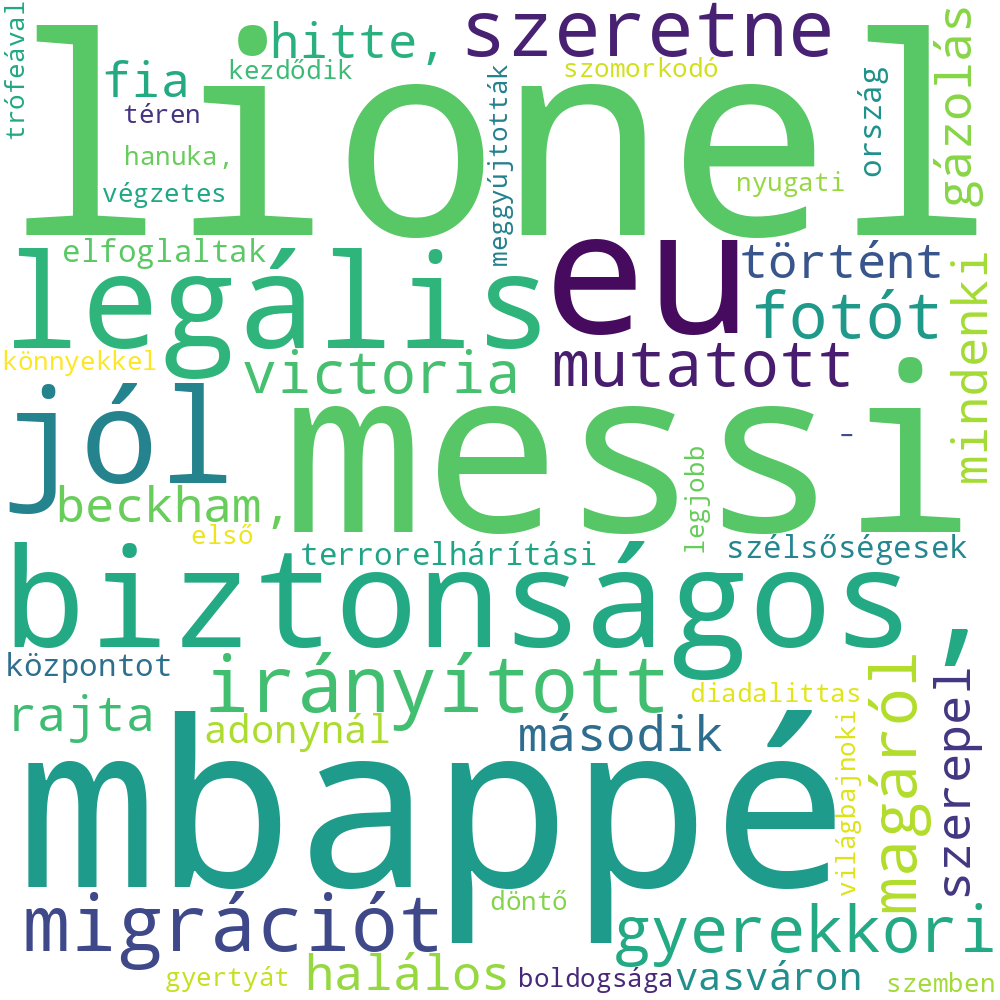 trófeával
lionel
hitte,
szeretne
fia
kezdődik
szomorkodó
téren
meggyújtották
ország
gázolás
hanuka,
végzetes
nyugati
elfoglaltak
legális
eu
történt
fotót
mindenki
könnyekkel
victoria
mutatott
jól
messi
-
beckham,
legjobb
első
terrorelhárítási
szélsőségesek
biztonságos,
központot
irányított
diadalittas
magáról
szerepel
rajta
adonynál
második
világbajnoki
mbappé
migrációt
döntő
gyerekkori
gyertyát
halálos
boldogsága
vasváron
szemben